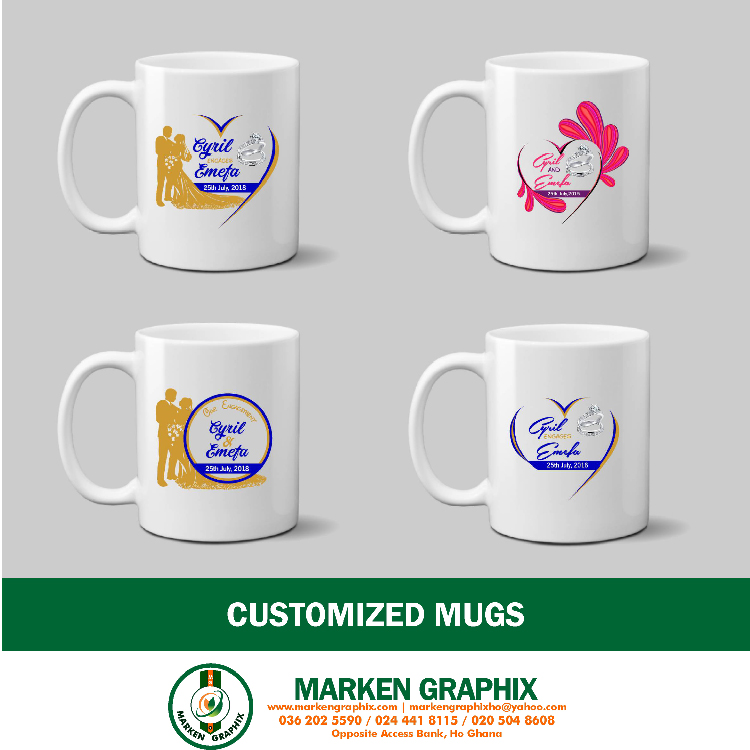 Cyril
ENGAGES
Emefa
25th July, 2018
Cyril
AND
Emefa
25th July,2018
Our Engagement
Cyril
&
Emefa
25th July, 2018
Cyril
ENGAGES
Emefa
25th July, 2018
CUSTOMIZED MUGS
MARKEN GRAPHIX
MARKEN GRAPHIX
www.markengraphix.com | markengraphixho@yahoo.com
036 202 5590 / 024 441 8115 / 020 504 8608
Opposite Access Bank, Ho Ghana